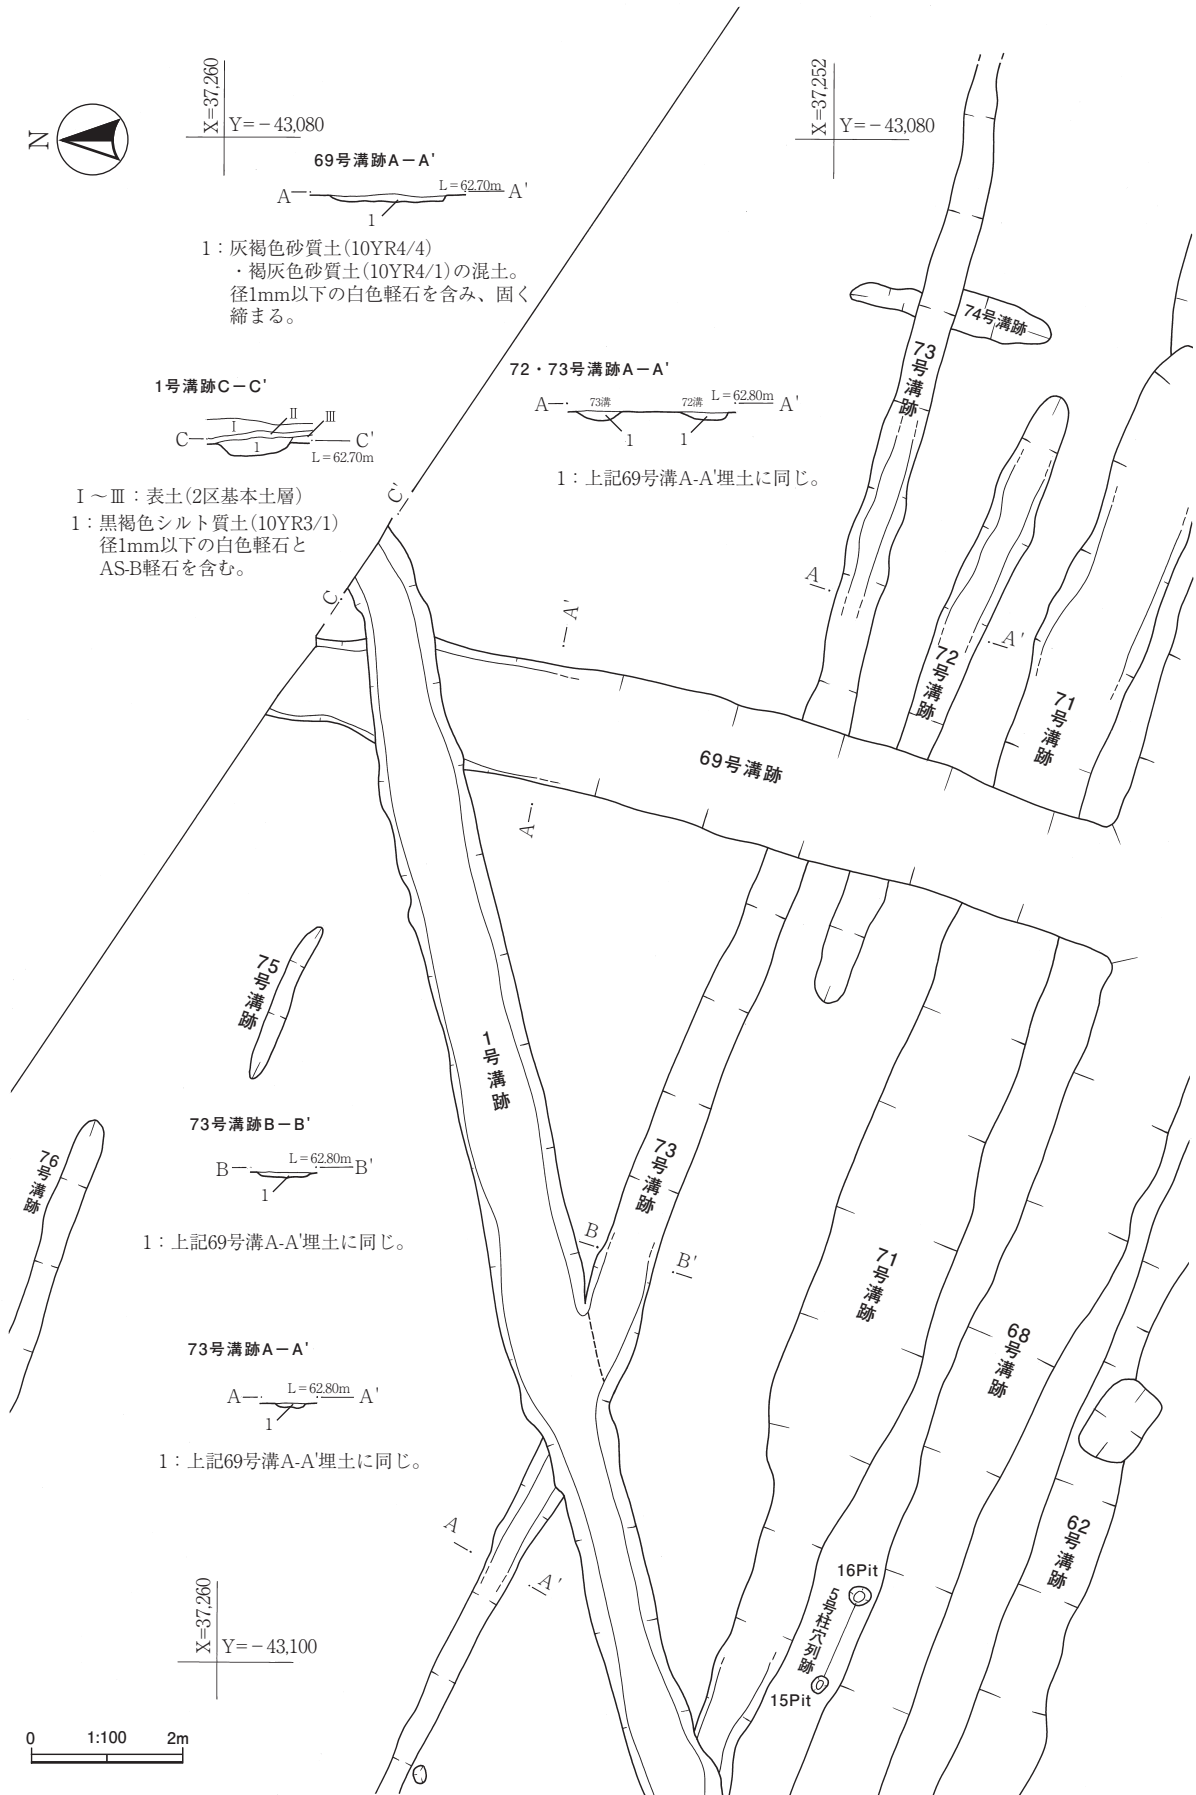 X=37,260
Y=－43,080
X=37,252
Y=－43,080
N
69号溝跡A－A'
A
L=62.70m
A'
1
1：灰褐色砂質土(10YR4/4)
・褐灰色砂質土(10YR4/1)の混土。
径1mm以下の白色軽石を含み、固く
締まる。
74号溝跡
73号溝跡
72・73号溝跡A－A'
A
73溝
72溝
L=62.80m
A'
1
1
1：上記69号溝A-A'埋土に同じ。
1号溝跡C－C'
Ⅰ
Ⅱ
Ⅲ
C
1
C'
L=62.70m
Ⅰ～Ⅲ：表土(2区基本土層)
1：黒褐色シルト質土(10YR3/1)
径1mm以下の白色軽石と
AS-B軽石を含む。
C'
C
A'
A
A
A'
72号溝跡
71号溝跡
69号溝跡
75号溝跡
1号溝跡
73号溝跡B－B'
B
L=62.80m
B'
1
1：上記69号溝A-A'埋土に同じ。
76号溝跡
73号溝跡
B
B'
71号溝跡
68号溝跡
73号溝跡A－A'
A
L=62.80m
A'
1
1：上記69号溝A-A'埋土に同じ。
A
A'
62号溝跡
16Pit
5号柱穴列跡
15Pit
X=37,260
Y=－43,100
0
1:100
2m